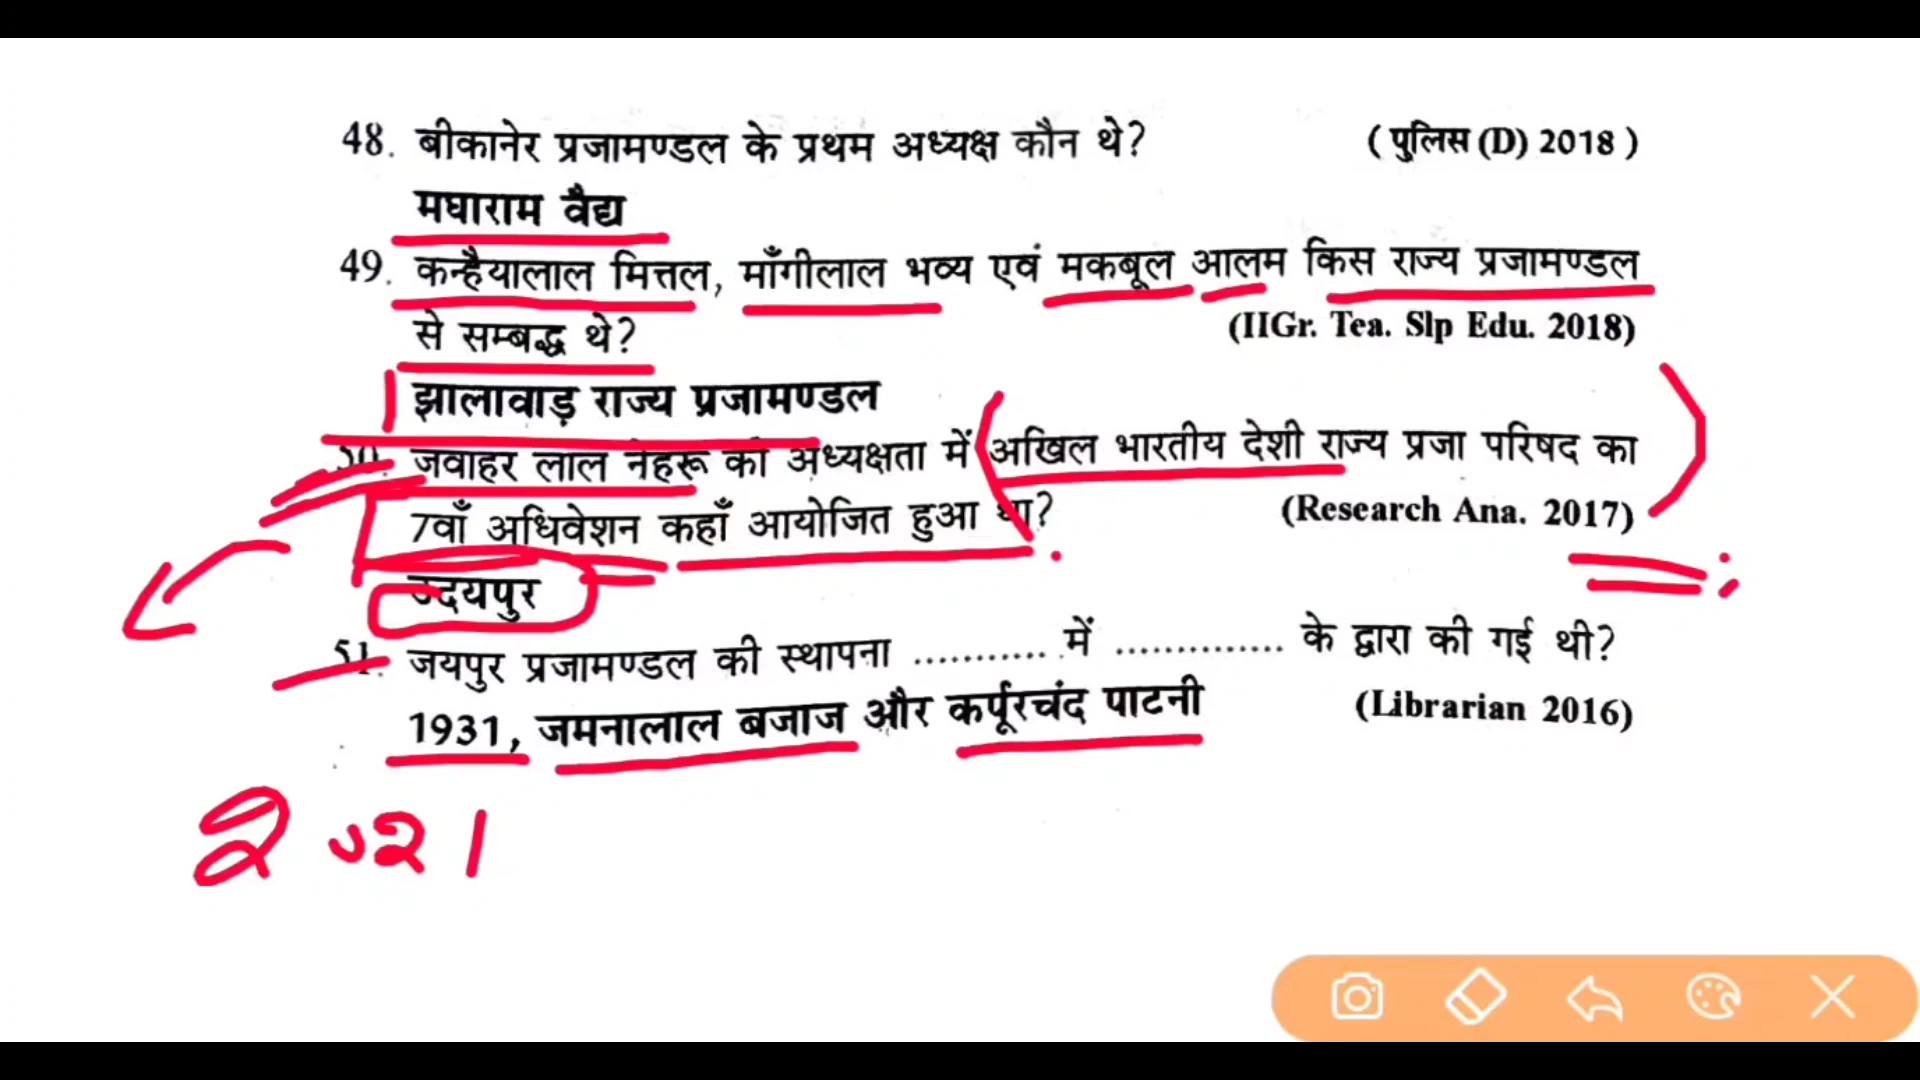 48. बीकानेर प्रजामण्डल के प्रथम अध्यक्ष कौन थे? (पुलिस (D) 2018)
मघाराम वैद्य
49. कन्हैयालाल मित्तल, माँगीलाल भव्य एवं मकबूल आलम किस राज्य प्रजामण्डल
से सम्बद्ध थे? (IIGr. Tea. Slp Edu. 2018)
झालावाड़ राज्य प्रजामण्डल
50. जवाहर लाल नेहरू की अध्यक्षता में अखिल भारतीय देशी राज्य प्रजा परिषद का
7वाँ अधिवेशन कहाँ आयोजित हुआ था? (Research Ana. 2017)
उदयपुर
51. जयपुर प्रजामण्डल की स्थापना ............ में .............. के द्वारा की गई थी?
1931, जमनालाल बजाज और कर्पूरचंद पाटनी (Librarian 2016)